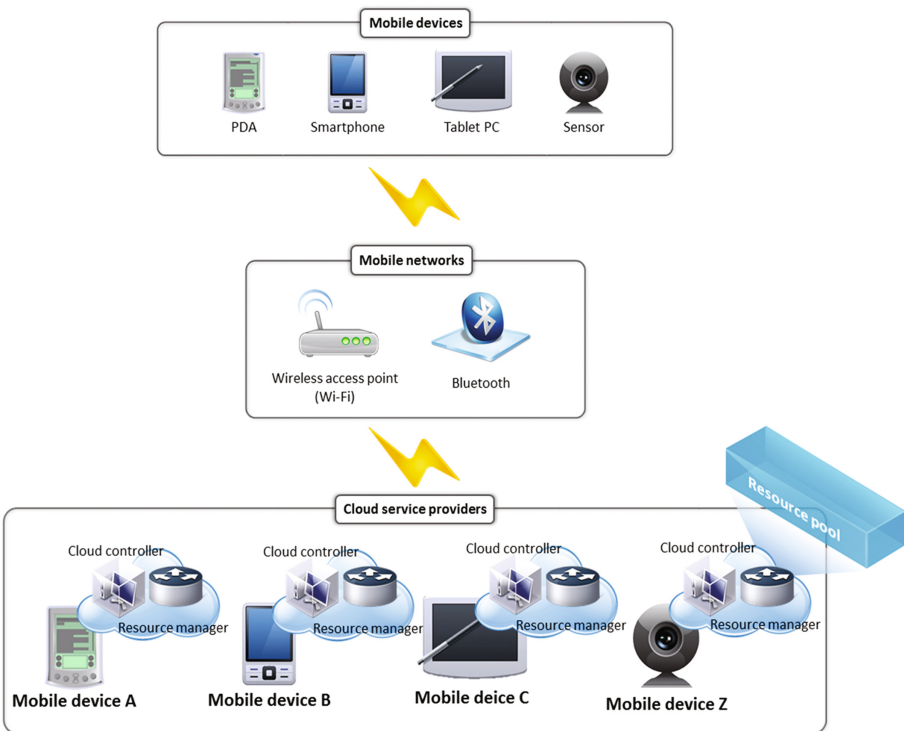 Mobile devices
PDA
Smartphone
Tablet PC
Sensor
Mobile networks
Wireless access point
(Wi-Fi)
Bluetooth
Resource pool
Cloud service providers
Cloud controller
Resource manager
Mobile device A
Cloud controller
Resource manager
Mobile device B
Cloud controller
Resource manager
Mobile deice C
Cloud controller
Resource manager
Mobile device Z